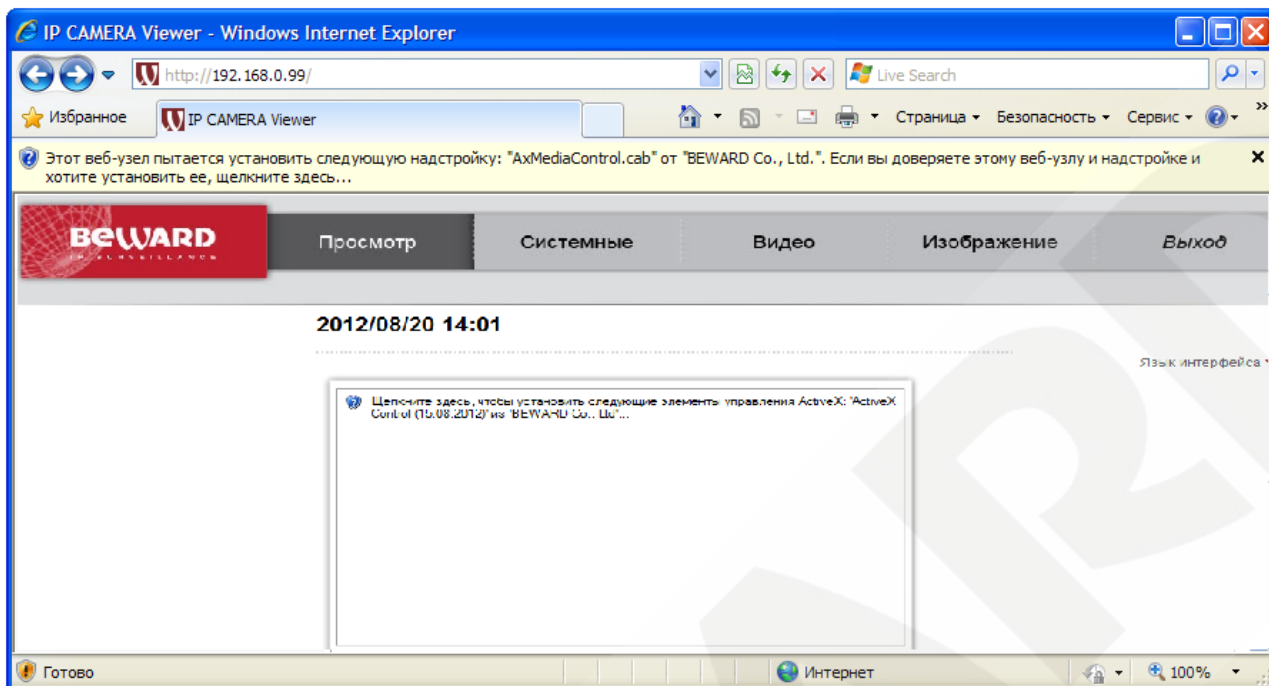 IP CAMERA Viewer - Windows Internet Explorer
http://192.168.0.99/
Live Search
Избранное
IP CAMERA Viewer
Страница
Безопасность
Сервис
Этот веб-узел пытается установить следующую надстройку: "AxMediaControl.cab" от "BEWARD Co., Ltd.". Если вы доверяете этому веб-узлу и надстройке и
хотите установить ее, щелкните здесь...
BEWARD
IP SURVEILLANCE
Просмотр
Системные
Видео
Изображение
Выход
2012/08/20 14:01
Язык интерфейса
Щелкните здесь, чтобы установить следующие элементы управления ActiveX: 'ActiveX
Control (15.08.2012)' из 'BEWARD Co., Ltd'...
Готово
Интернет
100%